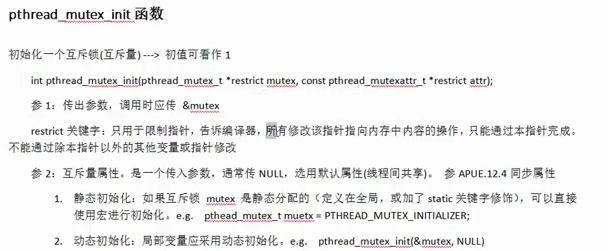 pthread_mutex_init 函数
初始化一个互斥锁(互斥量) ---> 初值可看作 1
int pthread_mutex_init(pthread_mutex_t *restrict mutex, const pthread_mutexattr_t *restrict attr);
参 1：传出参数，调用时应传 &mutex
restrict 关键字：只用于限制指针，告诉编译器，所有修改该指针指向内存中内容的操作，只能通过本指针完成。
不能通过除本指针以外的其他变量或指针修改
参 2：互斥量属性。是一个传入参数，通常传 NULL，选用默认属性(线程间共享)。 参 APUE.12.4 同步属性
1. 静态初始化：如果互斥锁 mutex 是静态分配的（定义在全局，或加了 static 关键字修饰），可以直接
使用宏进行初始化。e.g. pthead_mutex_t muetx = PTHREAD_MUTEX_INITIALIZER;
2. 动态初始化：局部变量应采用动态初始化。e.g. pthread_mutex_init(&mutex, NULL)